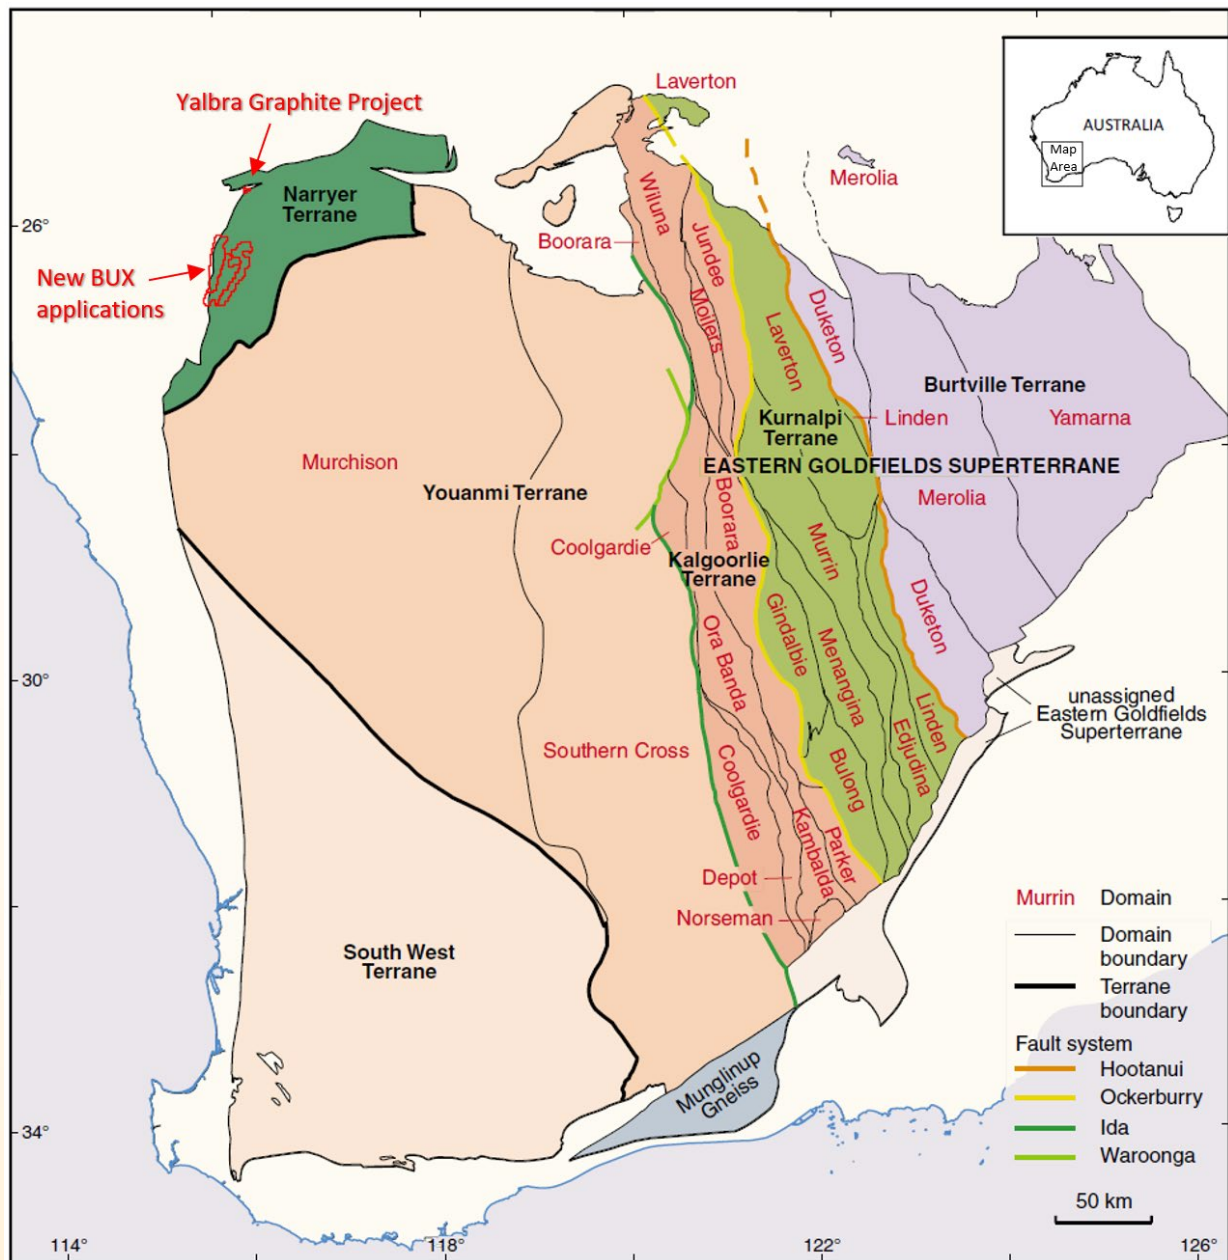 Laverton
Yalbra Graphite Project
AUSTRALIA
Map
Area
Merolia
Narryer
Terrane
Wiluna
26°
Boorara
Jundee
New BUX
applications
Moilers
Duketon
Laverton
Burtville Terrane
Kurnalpi
Terrane
Linden
Yamarna
Murchison
EASTERN GOLDFIELDS SUPERTERRANE
Youanmi Terrane
Merolia
Boorara
Coolgardie
Murrin
Kalgoorlie
Terrane
Gindalbie
Duketon
Ora Banda
Menangina
30°
Linden
unassigned
Eastern Goldfields
Superterrane
Edjudina
Southern Cross
Bulong
Coolgardie
Kambalda
Parker
Depot
Norseman
Murrin Domain
Domain
boundary
South West
Terrane
Terrane
boundary
Fault system
Hootanui
Munglinup
Gneiss
Ockerburry
Ida
34°
Waroonga
50 km
114°
118°
122°
126°